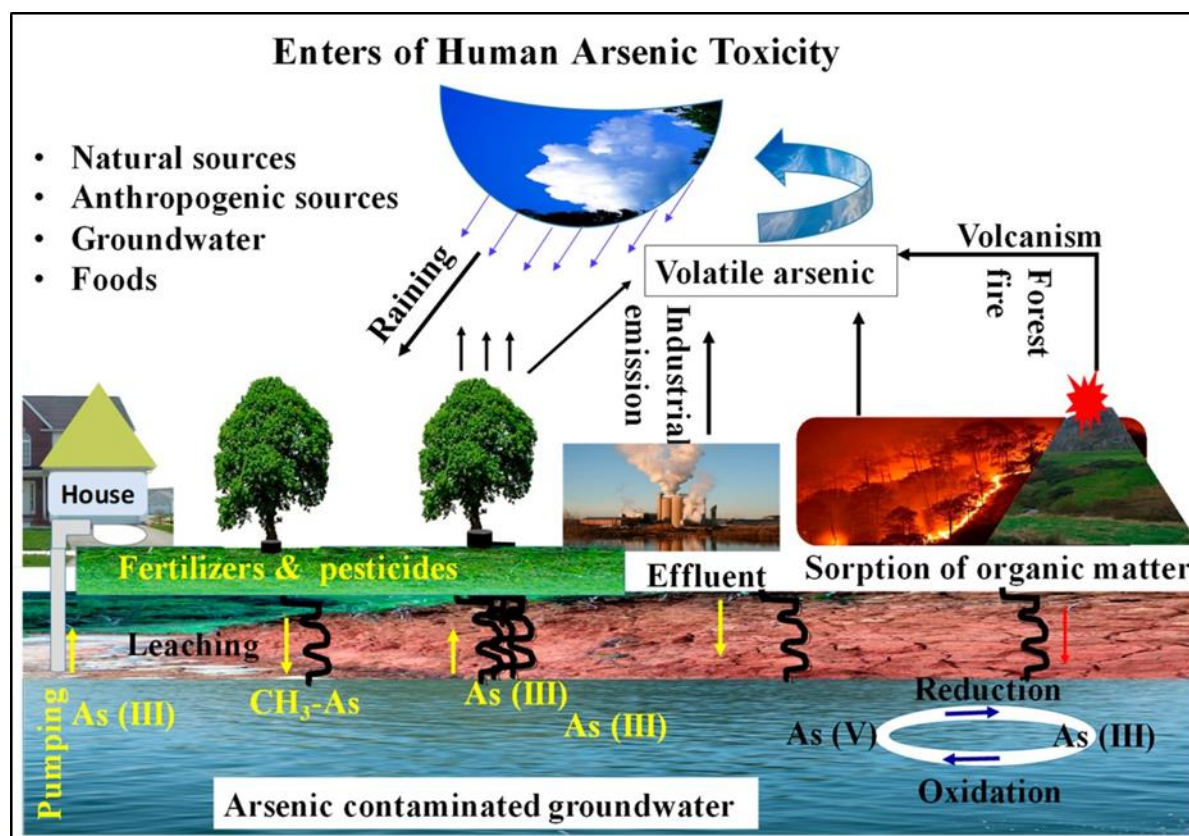 Enters of Human Arsenic Toxicity
• Natural sources
• Anthropogenic sources
• Groundwater
• Foods
Raining
Volatile arsenic
Volcanism
Forest
fire
Industrial
emission
House
Fertilizers & pesticides
Effluent
Sorption of organic matter
Leaching
Pumping
As (III)
CH₃-As
As (III)
As (III)
Reduction
As (V)
As (III)
Oxidation
Arsenic contaminated groundwater